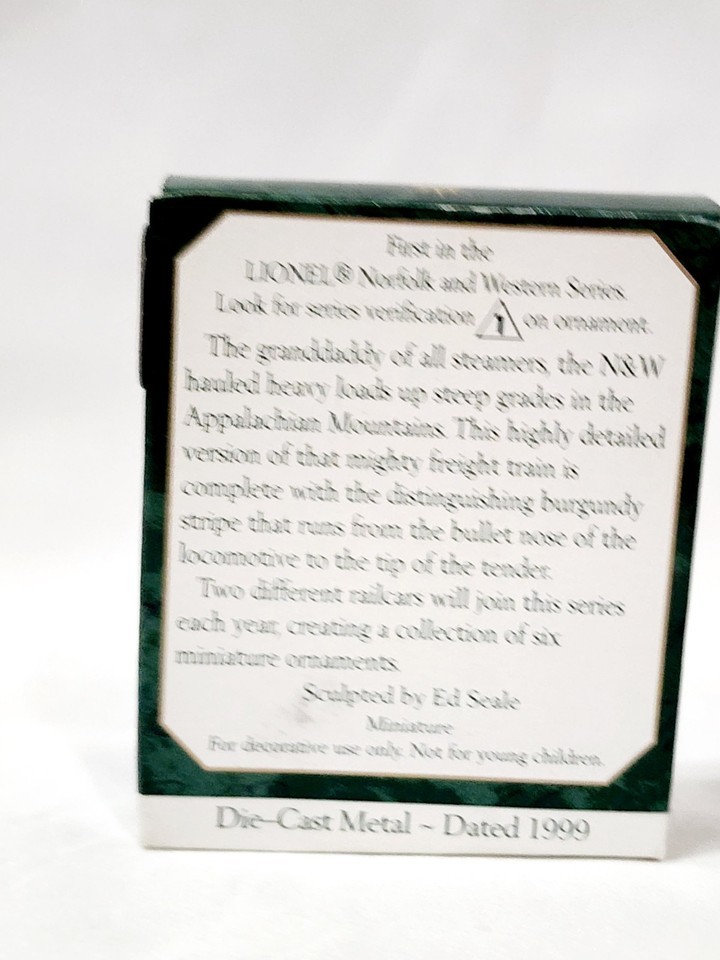 First in the
LIONEL® Norfolk and Western Series.
Look for series verification 1 on ornament.
The granddaddy of all steamers, the N&W
hauled heavy loads up steep grades in the
Appalachian Mountains. This highly detailed
version of that mighty freight train is
complete with the distinguishing burgundy
stripe that runs from the bullet nose of the
locomotive to the tip of the tender.
Two different railcars will join this series
each year, creating a collection of six
miniature ornaments.
Sculpted by Ed Seale
Miniature
For decorative use only. Not for young children.
Die–Cast Metal ~ Dated 1999